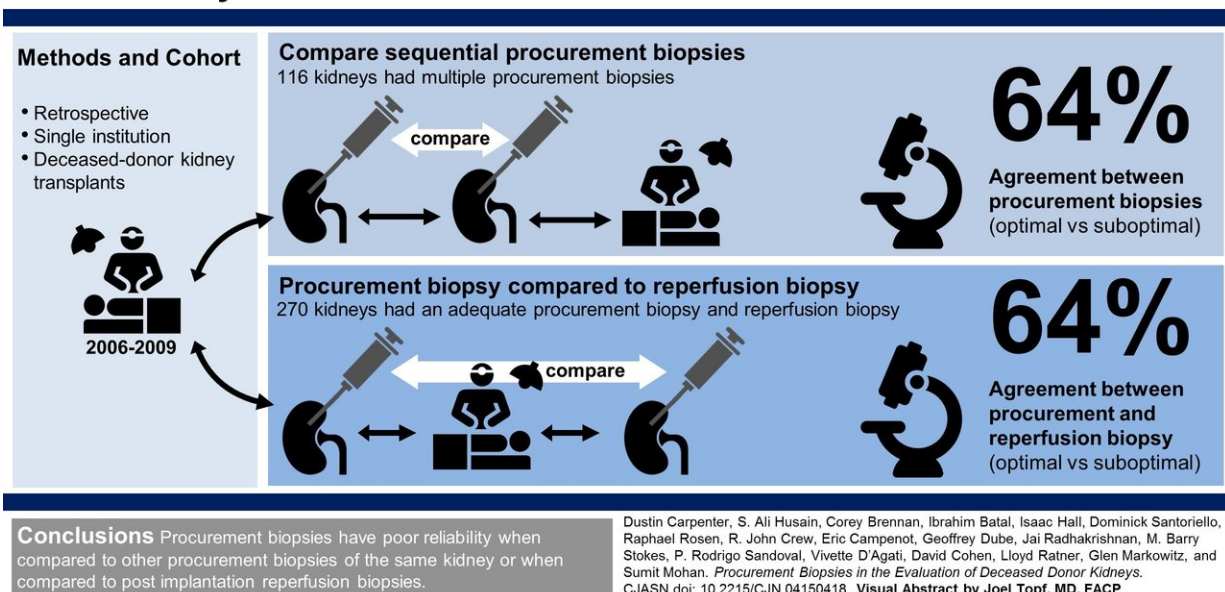 Methods and Cohort
• Retrospective
• Single institution
• Deceased-donor kidney
transplants
2006-2009
Compare sequential procurement biopsies
116 kidneys had multiple procurement biopsies
compare
64%
Agreement between
procurement biopsies
(optimal vs suboptimal)
Procurement biopsy compared to reperfusion biopsy
270 kidneys had an adequate procurement biopsy and reperfusion biopsy
compare
64%
Agreement between
procurement and
reperfusion biopsy
(optimal vs suboptimal)
Conclusions Procurement biopsies have poor reliability when
compared to other procurement biopsies of the same kidney or when
compared to post implantation reperfusion biopsies.
Dustin Carpenter, S. Ali Husain, Corey Brennan, Ibrahim Batal, Isaac Hall, Dominick Santoriello,
Raphael Rosen, R. John Crew, Eric Campenot, Geoffrey Dube, Jai Radhakrishnan, M. Barry
Stokes, P. Rodrigo Sandoval, Vivette D'Agati, David Cohen, Lloyd Ratner, Glen Markowitz, and
Sumit Mohan. Procurement Biopsies in the Evaluation of Deceased Donor Kidneys.
CJASN doi: 10.2215/CJN.04150418. Visual Abstract by Joel Topf, MD, FACP